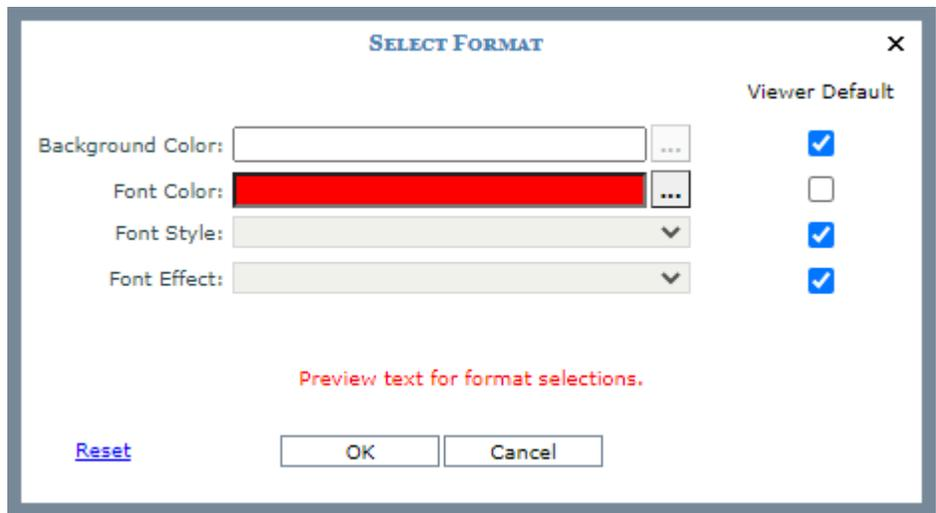 SELECT FORMAT
Viewer Default
Background Color: ...
Font Color: ...
Font Style:
Font Effect:
Preview text for format selections.
Reset OK Cancel